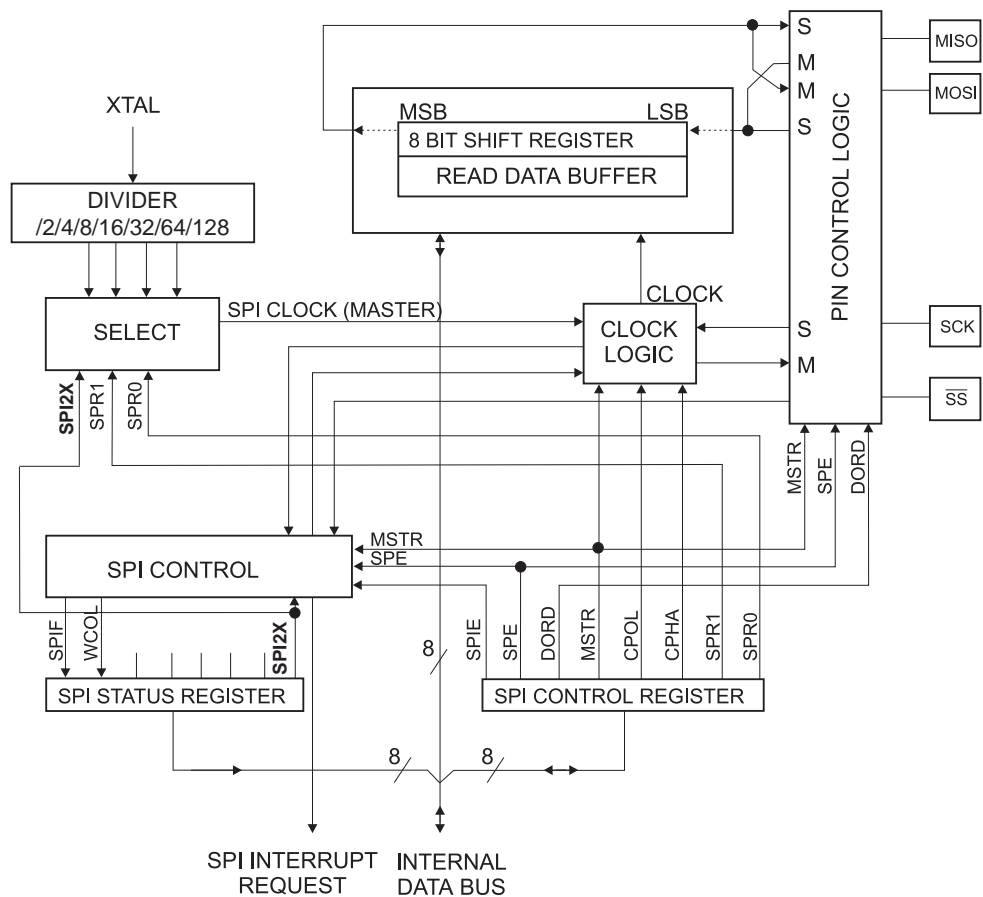 S
MISO
M
M
MOSI
XTAL
MSB
LSB
8 BIT SHIFT REGISTER
S
READ DATA BUFFER
PIN CONTROL LOGIC
DIVIDER
/2/4/8/16/32/64/128
SPI CLOCK (MASTER)
CLOCK
SELECT
CLOCK
LOGIC
S
SCK
M
SPI2X
SPR1
SPR0
SS
MSTR
SPE
DORD
MSTR
SPE
SPI CONTROL
SPIF
WCOL
SPI2X
8
SPIE
SPE
DORD
MSTR
CPOL
CPHA
SPR1
SPR0
SPI STATUS REGISTER
SPI CONTROL REGISTER
8
8
SPI INTERRUPT
REQUEST
INTERNAL
DATA BUS